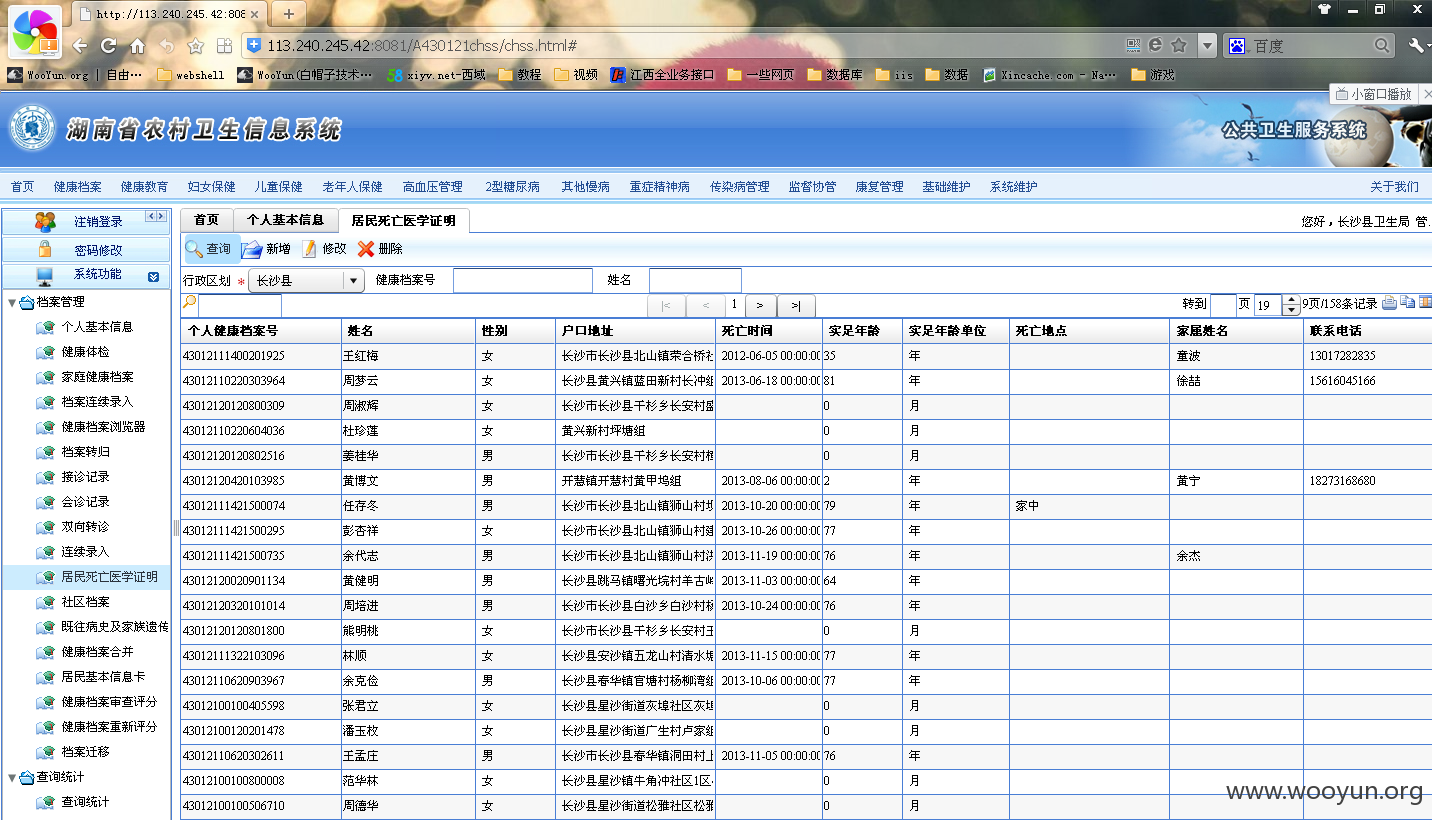 http://113.240.245.42:808
113.240.245.42:8081/A430121chss/chss.html#
百度
WooYun.org | 自由… webshell WooYun(白帽子技术… 58 xiyv.net-西域 教程 视频 江西企业务接口 一些网页 数据库 iis 数据 Xincache.com - Na… 游戏
小窗口播放
湖南省农村卫生信息系统
公共卫生服务系统
首页 健康档案 健康教育 妇女保健 儿童保健 老年人保健 高血压管理 2型糖尿病 其他慢病 重症精神病 传染病管理 监督协管 康复管理 基础维护 系统维护 关于我们
注销登录
密码修改
系统功能
档案管理
个人基本信息
健康体检
家庭健康档案
档案连续录入
健康档案浏览器
档案转归
接诊记录
会诊记录
双向转诊
连续录入
居民死亡医学证明
社区档案
既往病史及家族遗传
健康档案合并
居民基本信息卡
健康档案审查评分
健康档案重新评分
档案迁移
查询统计
查询统计
首页 个人基本信息 居民死亡医学证明
您好，长沙县卫生局 管.
查询 新增 修改 删除
行政区划 * 长沙县 健康档案号 姓名
|< < 1 > >| 转到 页 19 9页/158条记录
个人健康档案号 姓名 性别 户口地址 死亡时间 实足年龄 实足年龄单位 死亡地点 家属姓名 联系电话
43012111400201925 王红梅 女 长沙市长沙县北山镇荣合桥社 2012-06-05 00:00:00 35 年 童波 13017282835
43012110220303964 周梦云 女 长沙县黄兴镇蓝田新村长冲组 2013-06-18 00:00:00 81 年 徐喆 15616045166
43012120120800309 周淑辉 女 长沙市长沙县干杉乡长安村 0 月
43012110220604036 杜珍莲 女 黄兴新村坪塘组 0 月
43012120120802516 姜桂华 男 长沙市长沙县干杉乡长安村 0 月
43012120420103985 黄博文 男 开慧镇开慧村黄甲坞组 2013-08-06 00:00:00 2 年 黄宁 18273168680
43012111421500074 任存冬 男 长沙市长沙县北山镇狮山村 2013-10-20 00:00:00 79 年 家中
43012111421500295 彭杏祥 女 长沙市长沙县北山镇狮山村 2013-10-26 00:00:00 77 年
43012111421500735 余代志 男 长沙市长沙县北山镇狮山村 2013-11-19 00:00:00 76 年 余杰
43012120020901134 黄健明 男 长沙县跳马镇曙光垸村羊古 2013-11-03 00:00:00 64 年
43012120320101014 周培进 男 长沙市长沙县白沙乡白沙村 2013-10-24 00:00:00 76 年
43012120120801800 熊明桃 女 长沙市长沙县干杉乡长安村 0 月
43012111322103096 林顺 女 长沙县安沙镇五龙山村清水 2013-11-15 00:00:00 77 年
43012110620903967 余克俭 男 长沙县春华镇官塘村杨柳湾组 2013-10-06 00:00:00 77 年
43012100100405598 张君立 女 长沙县星沙街道灰埠社区灰 0 月
43012100120201478 潘玉枚 女 长沙县星沙街道广生村卢家组 0 月
43012110620302611 王孟庄 男 长沙市长沙县春华镇洞田村上 2013-11-05 00:00:00 76 年
43012100100800008 范华林 女 长沙县星沙镇牛角冲社区1区 0 月
43012100100506710 周德华 女 长沙县星沙街道松雅社区松雅 0 月
www.wooyun.org